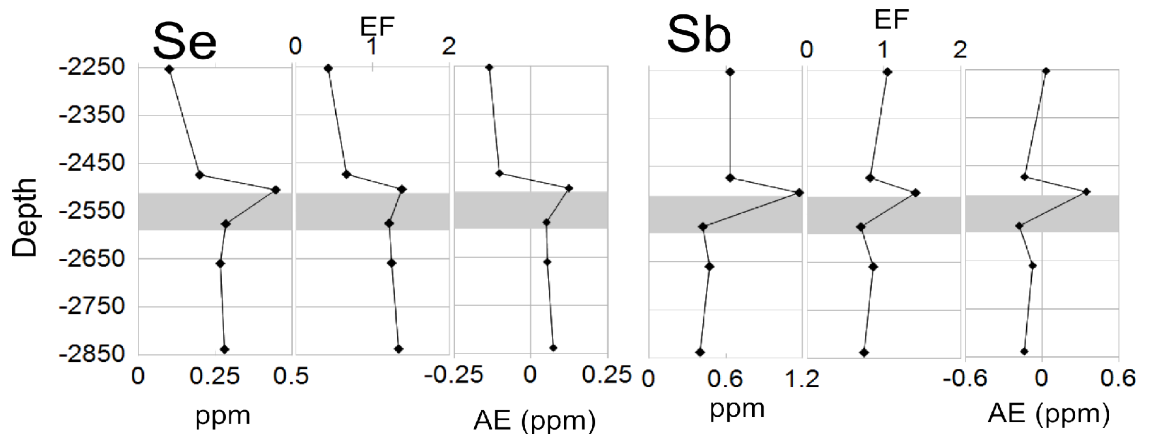 Se
EF
0 1 2
Sb
EF
0 1 2
-2250
-2350
-2450
-2550
-2650
-2750
-2850
Depth
0 0.25 0.5
ppm
-0.25 0 0.25
AE (ppm)
0 0.6 1.2
ppm
-0.6 0 0.6
AE (ppm)